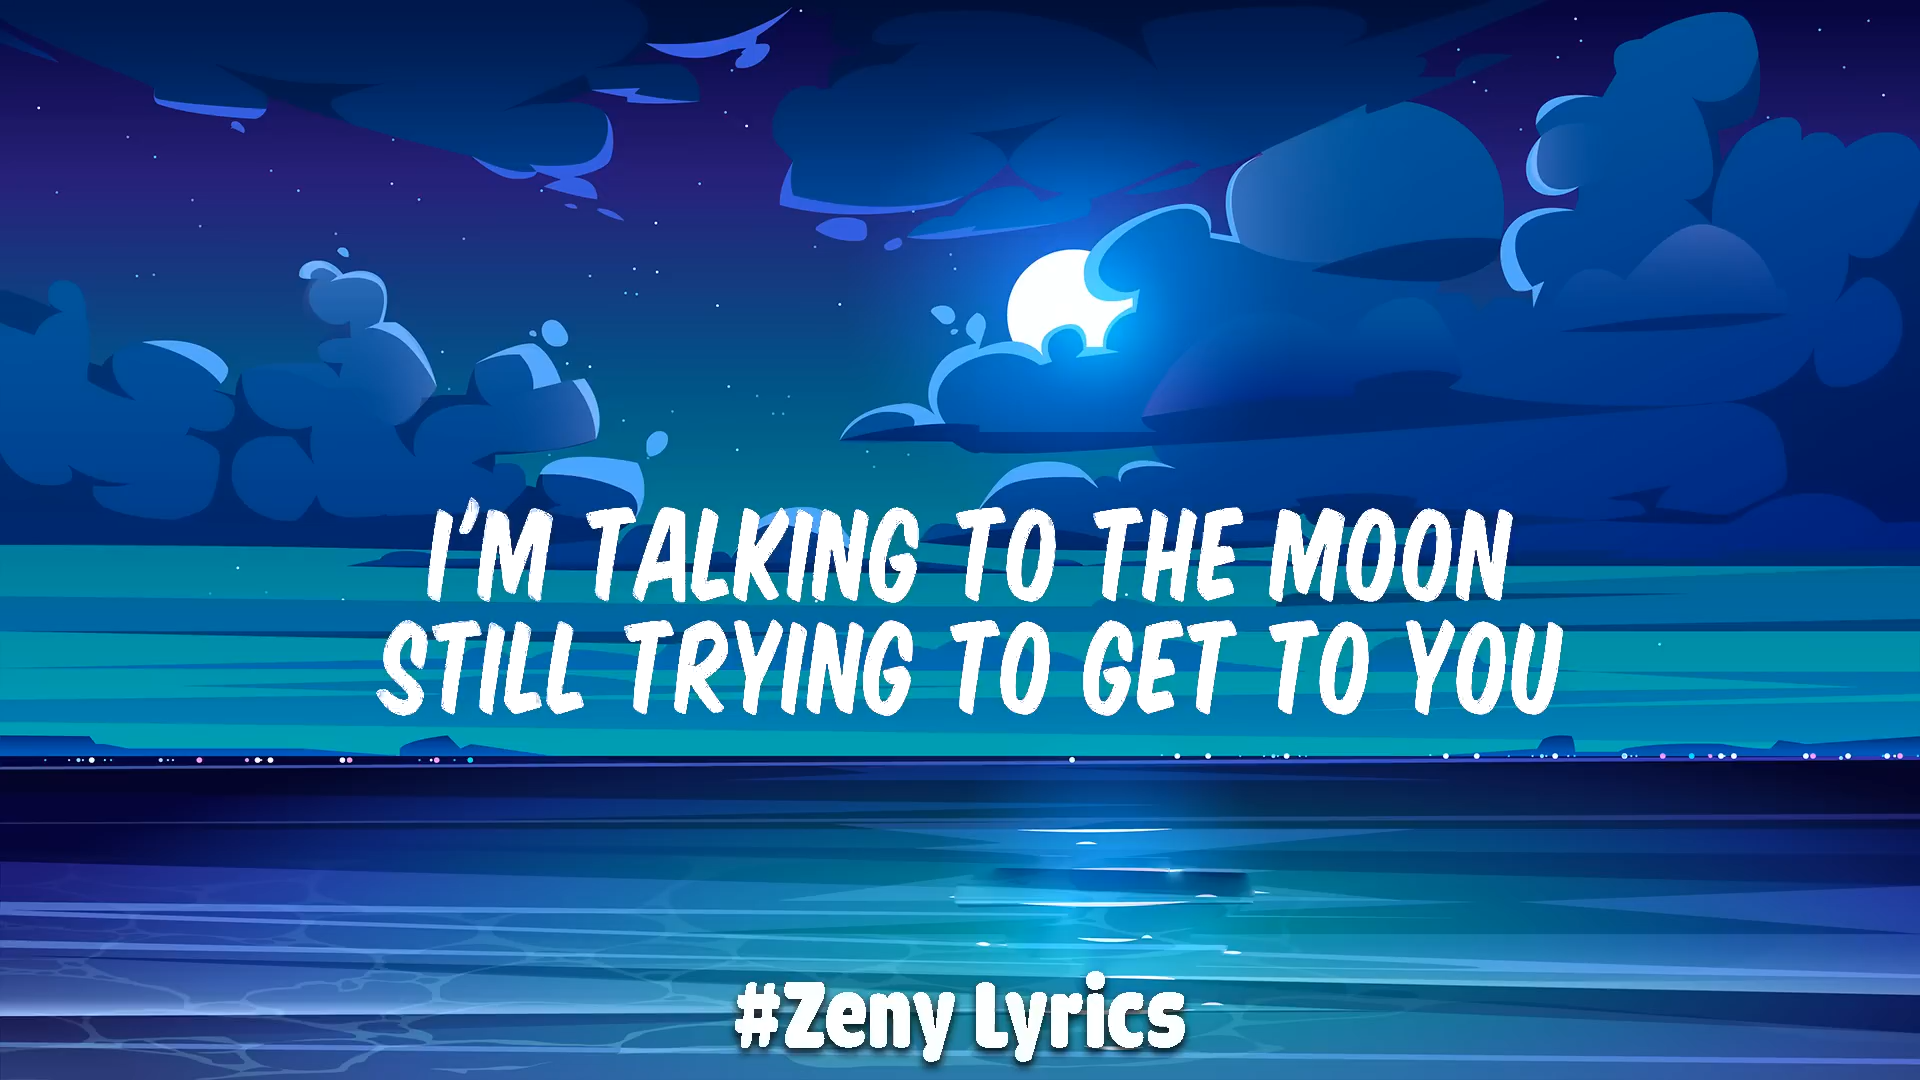 I'M TALKING TO THE MOON
STILL TRYING TO GET TO YOU
#Zeny Lyrics